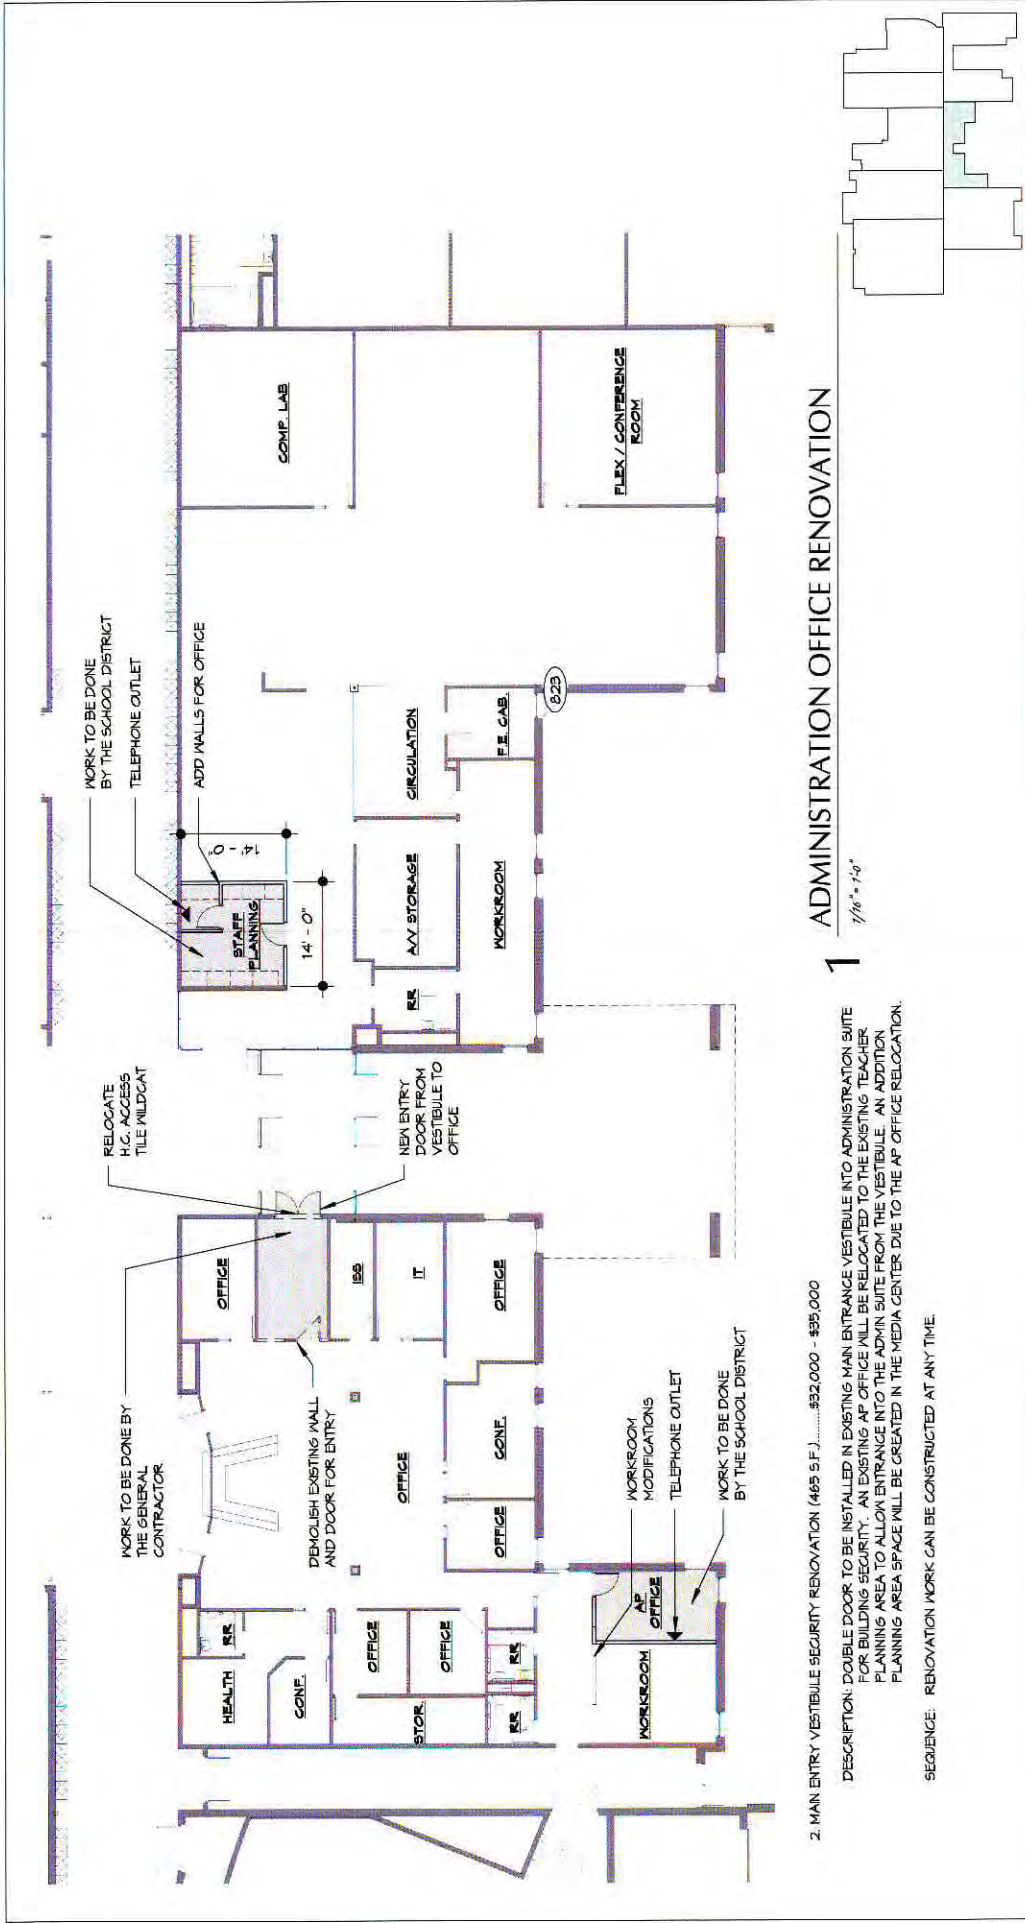 WORK TO BE DONE BY
THE GENERAL
CONTRACTOR
RELOCATE
H.C. ACCESS
TILE WILDCAT
WORK TO BE DONE
BY THE SCHOOL DISTRICT
TELEPHONE OUTLET
ADD WALLS FOR OFFICE
HEALTH
RR
CONF.
OFFICE
OFFICE
STOR.
RR
RR
DEMOLISH EXISTING WALL
AND DOOR FOR ENTRY
OFFICE
OFFICE
ISS
IT
OFFICE
CONF.
OFFICE
NEW ENTRY
DOOR FROM
VESTIBULE TO
OFFICE
STAFF
PLANNING
14' - 0"
14' - 0"
RR
A/V STORAGE
CIRCULATION
WORKROOM
F.E. CAB.
823
COMP. LAB
FLEX / CONFERENCE
ROOM
WORKROOM
AP
OFFICE
WORKROOM
MODIFICATIONS
TELEPHONE OUTLET
WORK TO BE DONE
BY THE SCHOOL DISTRICT
1 ADMINISTRATION OFFICE RENOVATION
1/16" = 1'-0"
2. MAIN ENTRY VESTIBULE SECURITY RENOVATION (465 S.F.)..........$32,000 - $35,000
DESCRIPTION: DOUBLE DOOR TO BE INSTALLED IN EXISTING MAIN ENTRANCE VESTIBULE INTO ADMINISTRATION SUITE
FOR BUILDING SECURITY. AN EXISTING AP OFFICE WILL BE RELOCATED TO THE EXISTING TEACHER
PLANNING AREA TO ALLOW ENTRANCE INTO THE ADMIN SUITE FROM THE VESTIBULE. AN ADDITION
PLANNING AREA SPACE WILL BE CREATED IN THE MEDIA CENTER DUE TO THE AP OFFICE RELOCATION.
SEQUENCE: RENOVATION WORK CAN BE CONSTRUCTED AT ANY TIME.